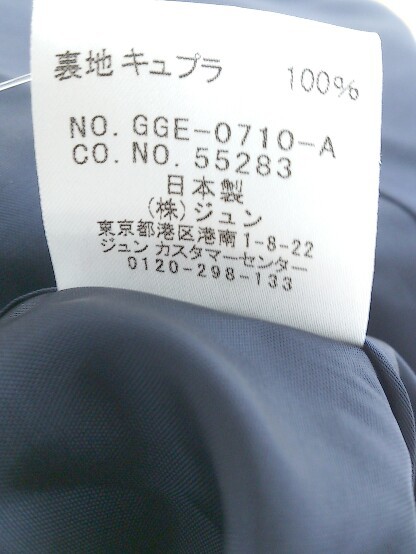 裏地 キュプラ 100%
NO. GGE-0710-A
CO. NO. 55283
日本製
(株)ジュン
東京都港区港南1-8-22
ジュン カスタマーセンター
0120-298-133